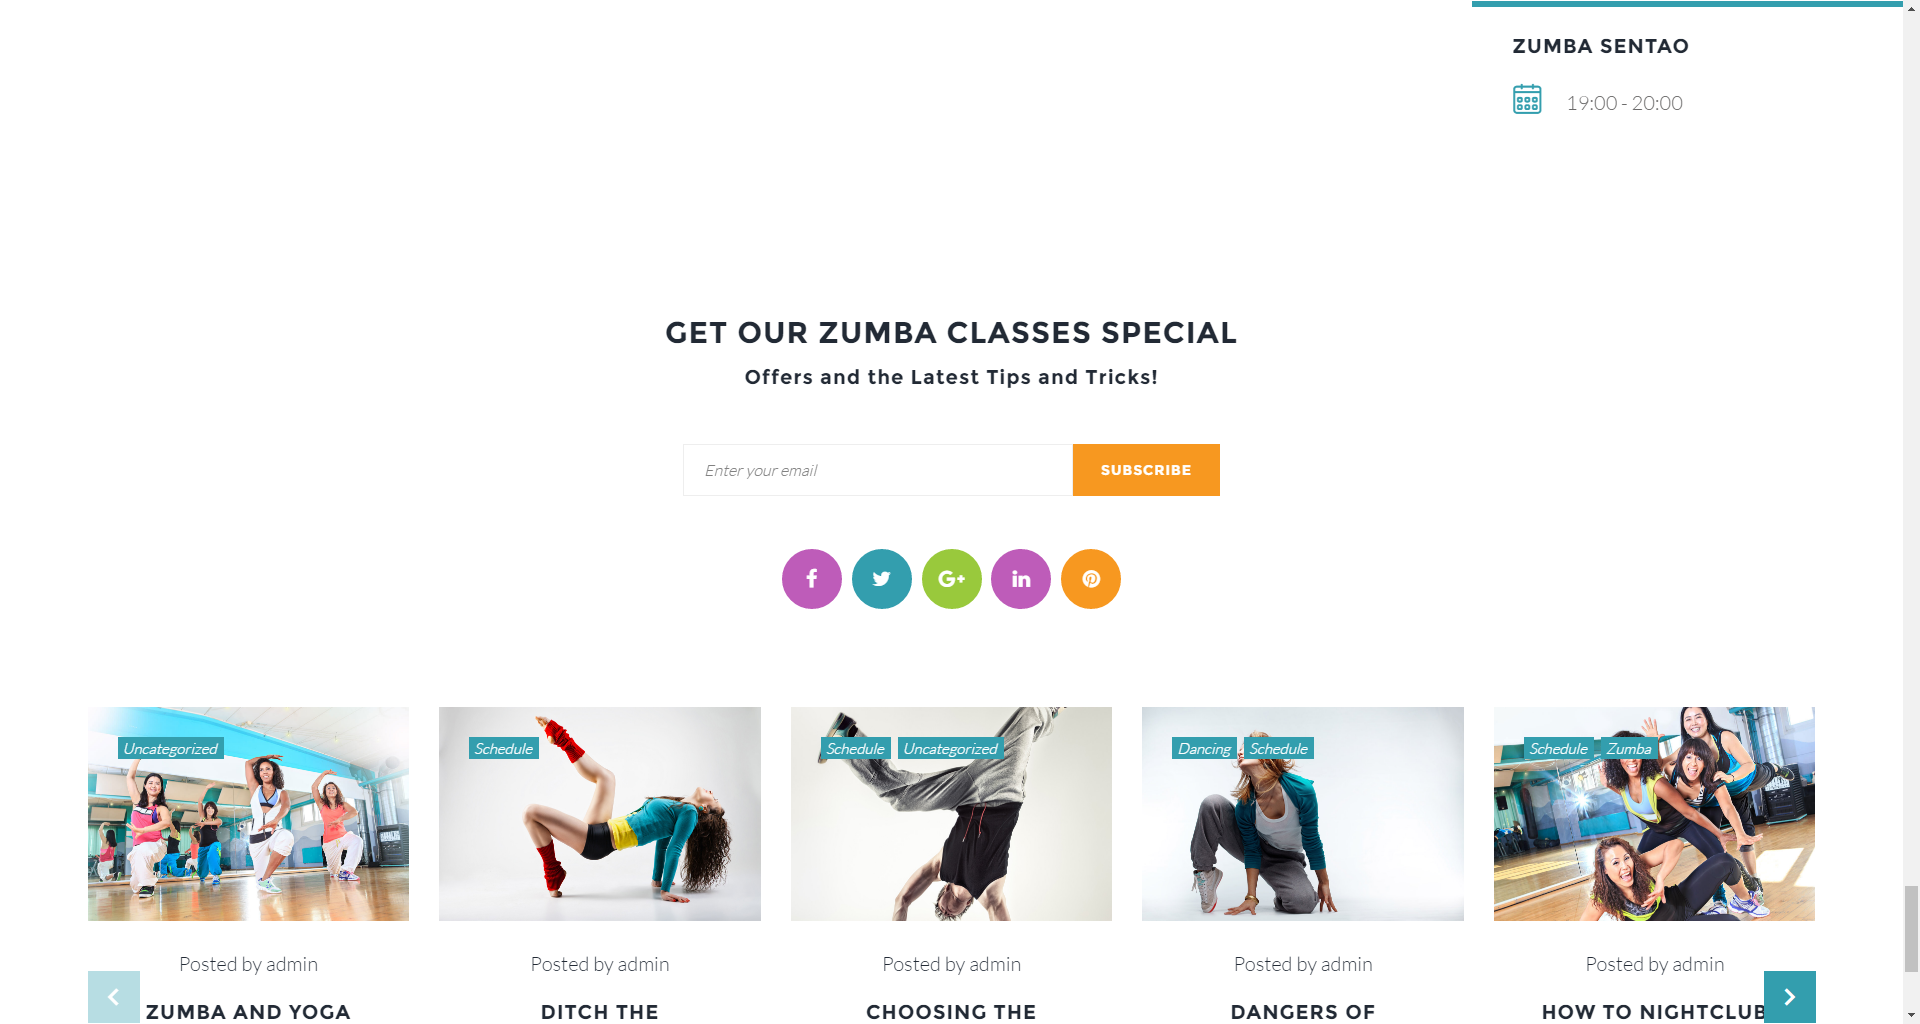 ZUMBA SENTAO
19:00 - 20:00
GET OUR ZUMBA CLASSES SPECIAL
Offers and the Latest Tips and Tricks!
Enter your email
SUBSCRIBE
Uncategorized
Schedule
Schedule Uncategorized
Dancing Schedule
Schedule Zumba
Posted by admin
Posted by admin
Posted by admin
Posted by admin
Posted by admin
ZUMBA AND YOGA
DITCH THE
CHOOSING THE
DANGERS OF
HOW TO NIGHTCLUB